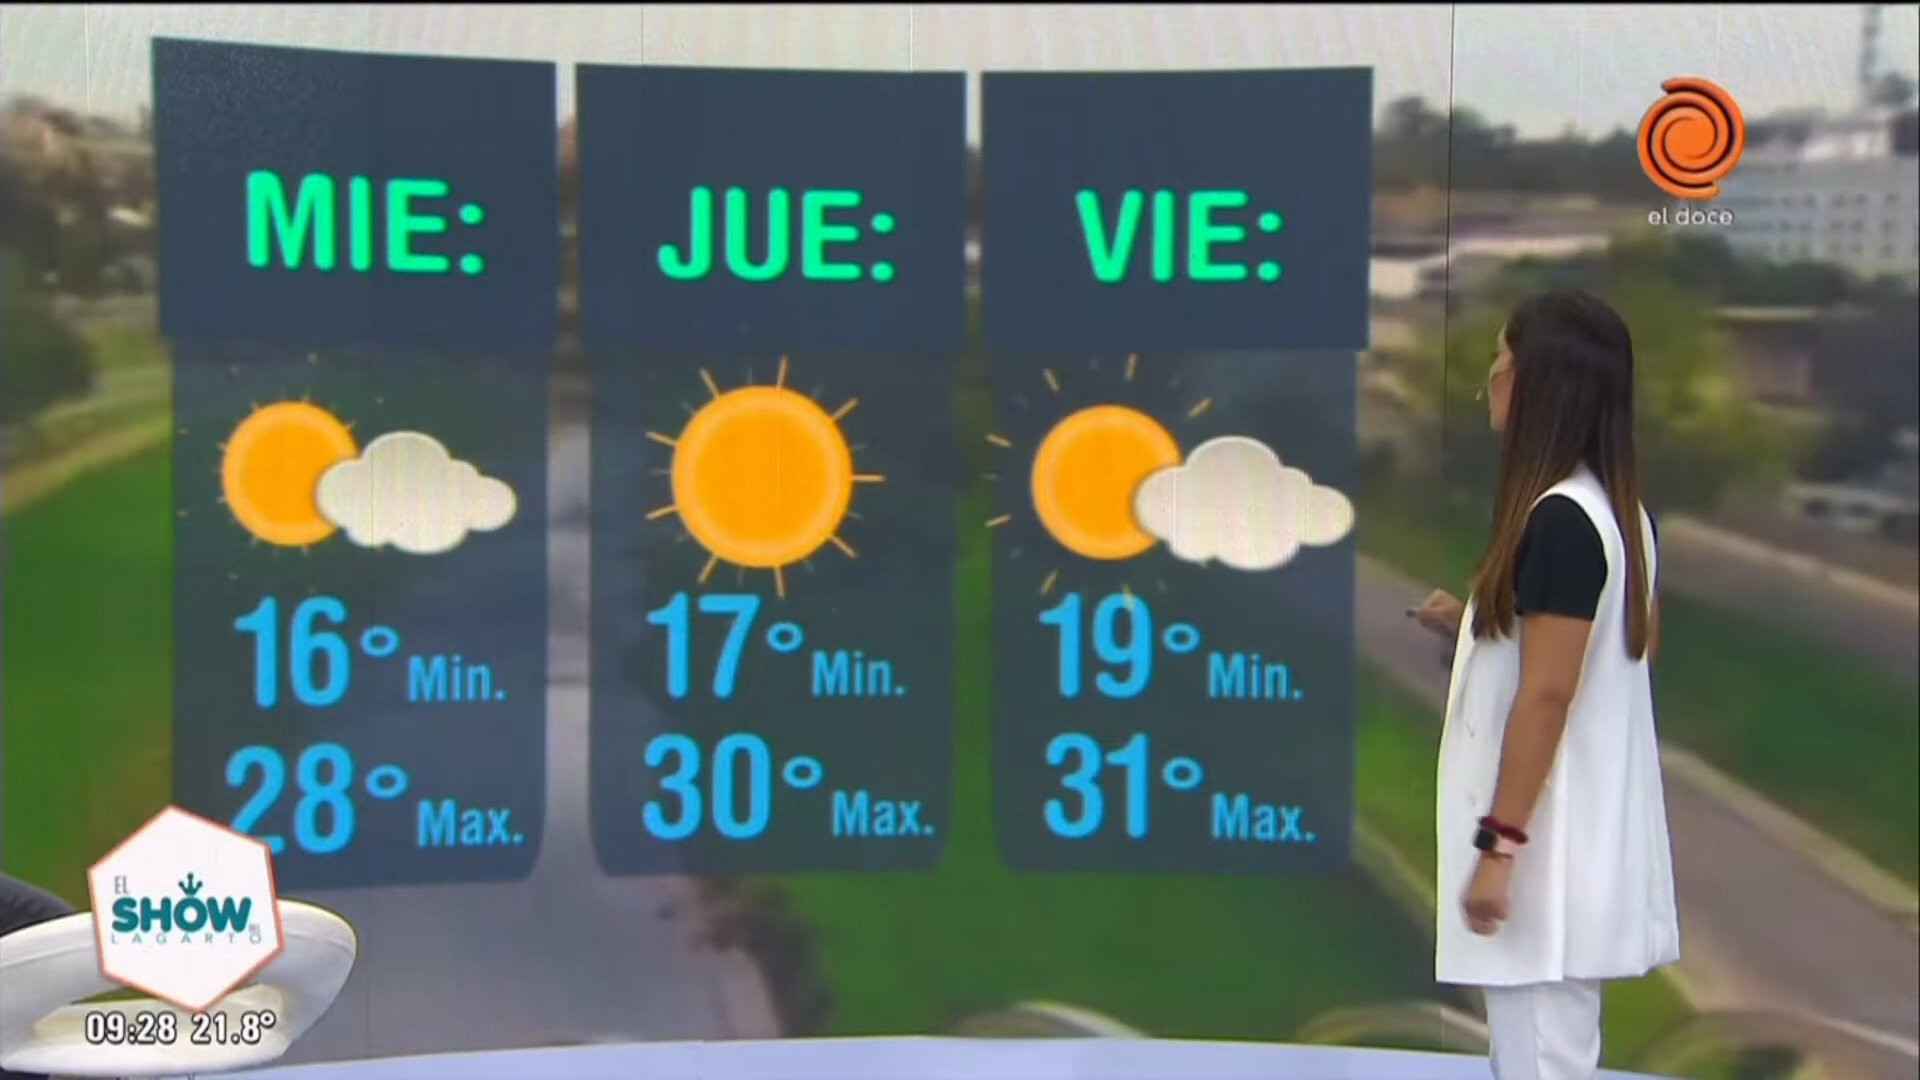 MIE:
JUE:
VIE:
el doce
16° Min.
17° Min.
19° Min.
28° Max.
30° Max.
31° Max.
EL
SHOW DEL
LAGARTO
09:28 21.8°